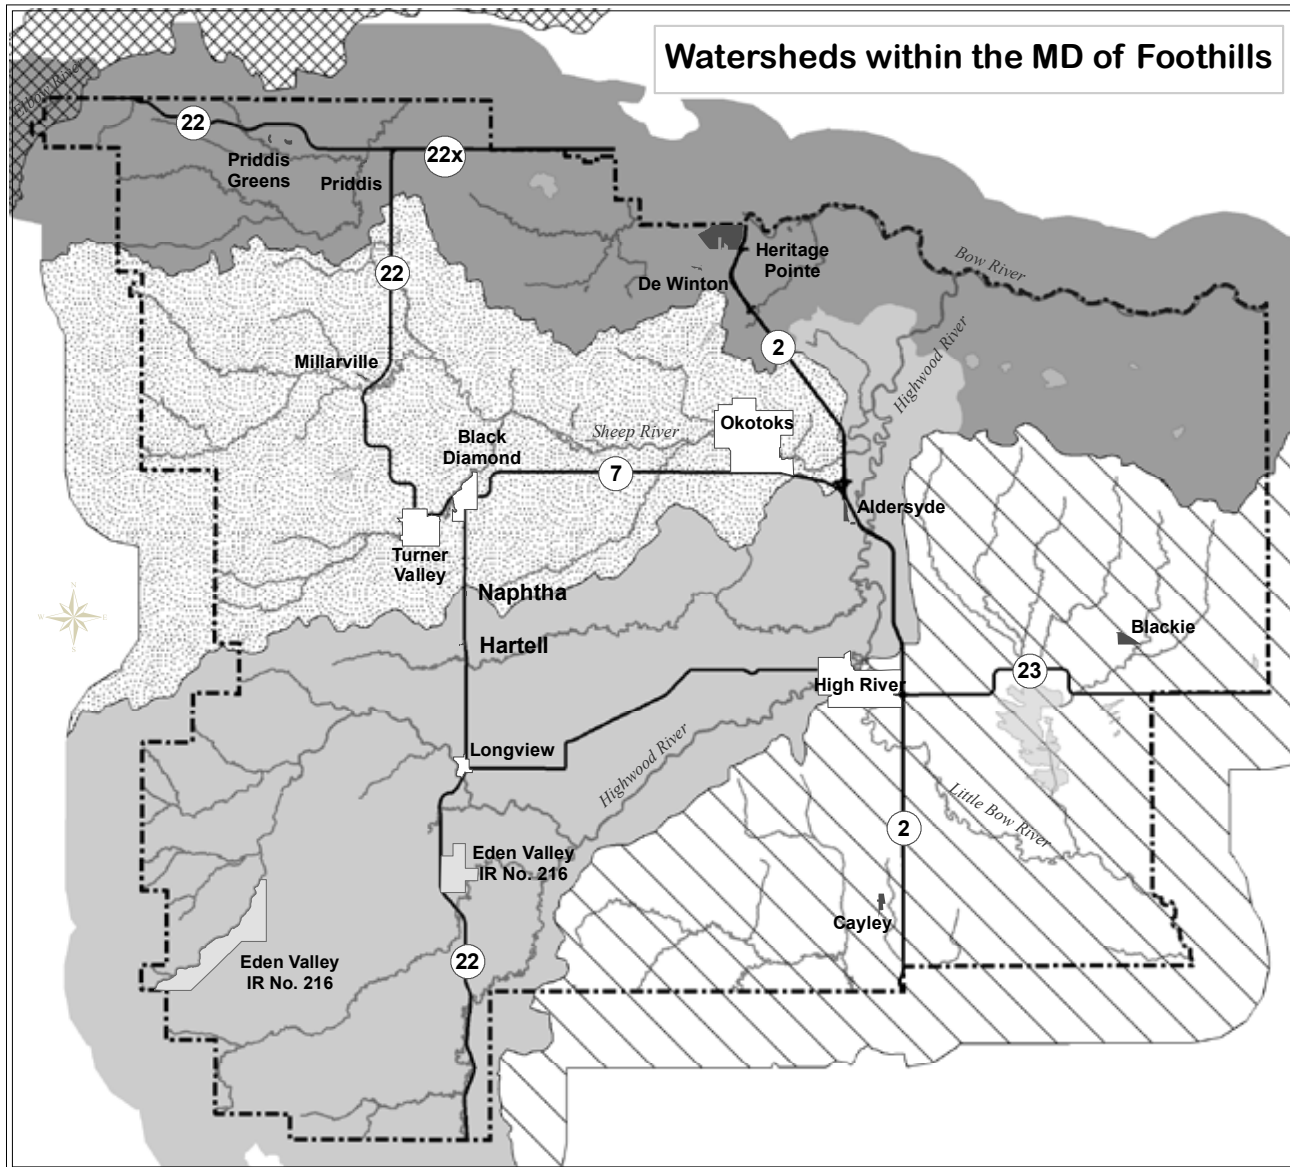 Watersheds within the MD of Foothills
Elbow River
22
Priddis
Greens
Priddis
22x
22
Heritage
Pointe
De Winton
Bow River
2
Highwood River
Millarville
Okotoks
Sheep River
Black
Diamond
7
Aldersyde
Turner
Valley
Naphtha
Hartell
Blackie
High River
23
Longview
Highwood River
Little Bow River
2
Eden Valley
IR No. 216
Cayley
Eden Valley
IR No. 216
22
N
W
E
S